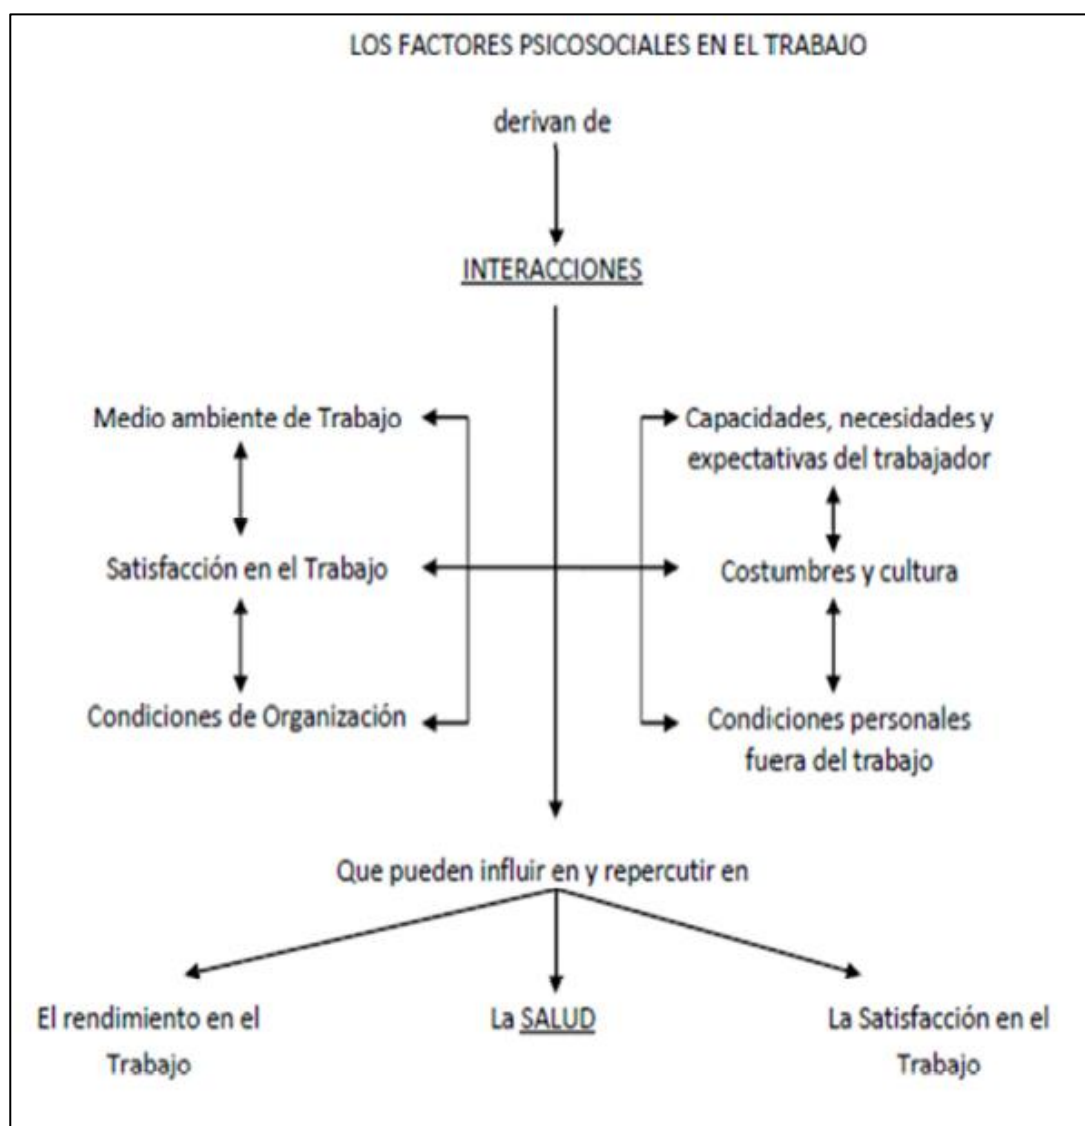 LOS FACTORES PSICOSOCIALES EN EL TRABAJO
derivan de
INTERACCIONES
Medio ambiente de Trabajo
Satisfacción en el Trabajo
Condiciones de Organización
Capacidades, necesidades y
expectativas del trabajador
Costumbres y cultura
Condiciones personales
fuera del trabajo
Que pueden influir en y repercutir en
El rendimiento en el
Trabajo
La SALUD
La Satisfacción en el
Trabajo